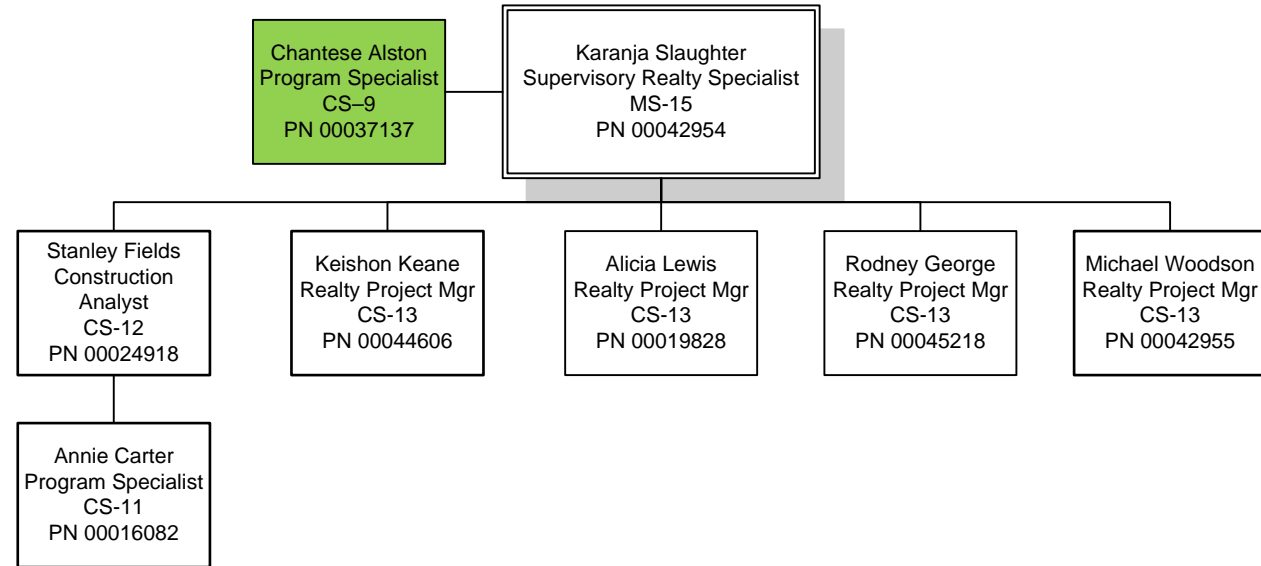 Chantese Alston
Program Specialist
CS–9
PN 00037137
Karanja Slaughter
Supervisory Realty Specialist
MS-15
PN 00042954
Stanley Fields
Construction
Analyst
CS-12
PN 00024918
Keishon Keane
Realty Project Mgr
CS-13
PN 00044606
Alicia Lewis
Realty Project Mgr
CS-13
PN 00019828
Rodney George
Realty Project Mgr
CS-13
PN 00045218
Michael Woodson
Realty Project Mgr
CS-13
PN 00042955
Annie Carter
Program Specialist
CS-11
PN 00016082